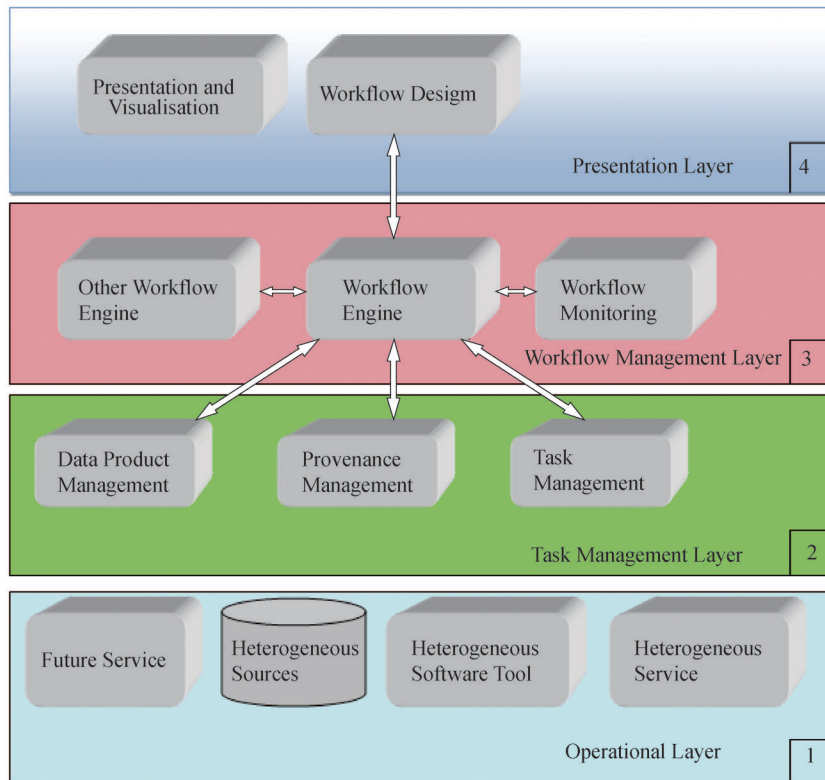 Presentation and
Visualisation
Workflow Desigm
Presentation Layer
4
Other Workflow
Engine
Workflow
Engine
Workflow
Monitoring
Workflow Management Layer
3
Data Product
Management
Provenance
Management
Task
Management
Task Management Layer
2
Future Service
Heterogeneous
Sources
Heterogeneous
Software Tool
Heterogeneous
Service
Operational Layer
1